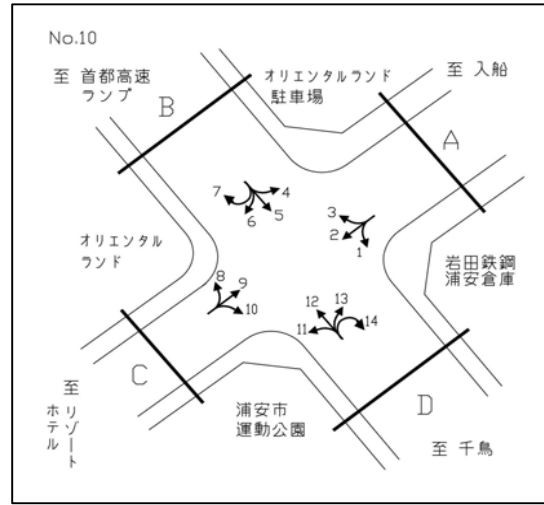 No.10
至 首都高速
ランプ
B
オリエンタルランド
駐車場
至 入船
A
7
4
6
5
3
2
1
オリエンタル
ランド
岩田鉄鋼
浦安倉庫
8
9
10
12
13
11
14
C
D
至 リゾート
ホテル
浦安市
運動公園
至 千鳥